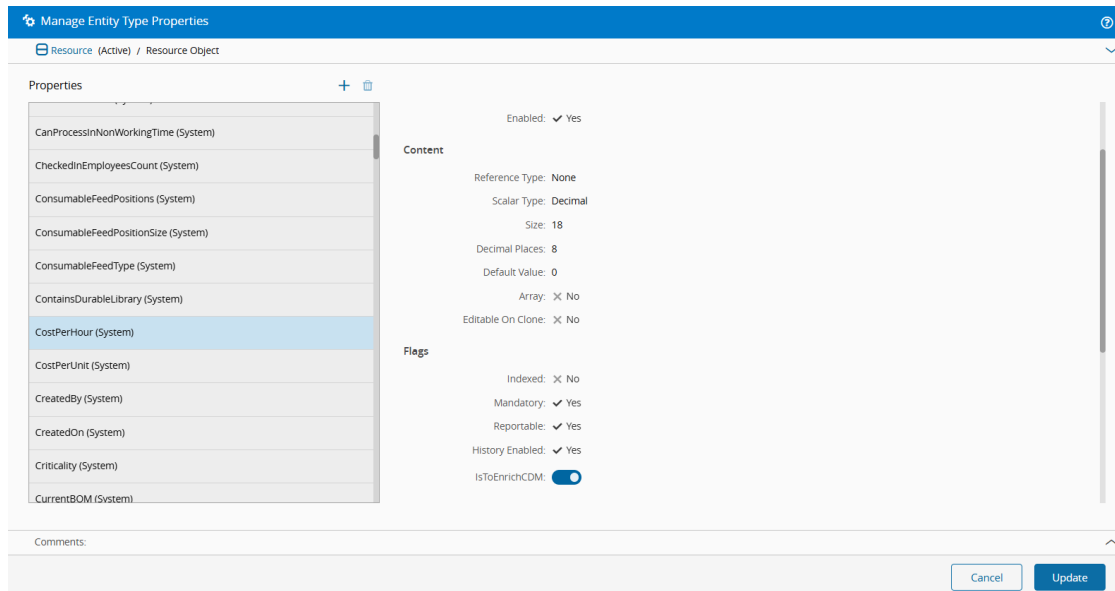 Manage Entity Type Properties
Resource (Active) / Resource Object
Properties
CanProcessInNonWorkingTime (System)
CheckedInEmployeesCount (System)
ConsumableFeedPositions (System)
ConsumableFeedPositionSize (System)
ConsumableFeedType (System)
ContainsDurableLibrary (System)
CostPerHour (System)
CostPerUnit (System)
CreatedBy (System)
CreatedOn (System)
Criticality (System)
CurrentBOM (System)
Enabled: Yes
Content
Reference Type: None
Scalar Type: Decimal
Size: 18
Decimal Places: 8
Default Value: 0
Array: No
Editable On Clone: No
Flags
Indexed: No
Mandatory: Yes
Reportable: Yes
History Enabled: Yes
IsToEnrichCDM:
Comments:
Cancel
Update